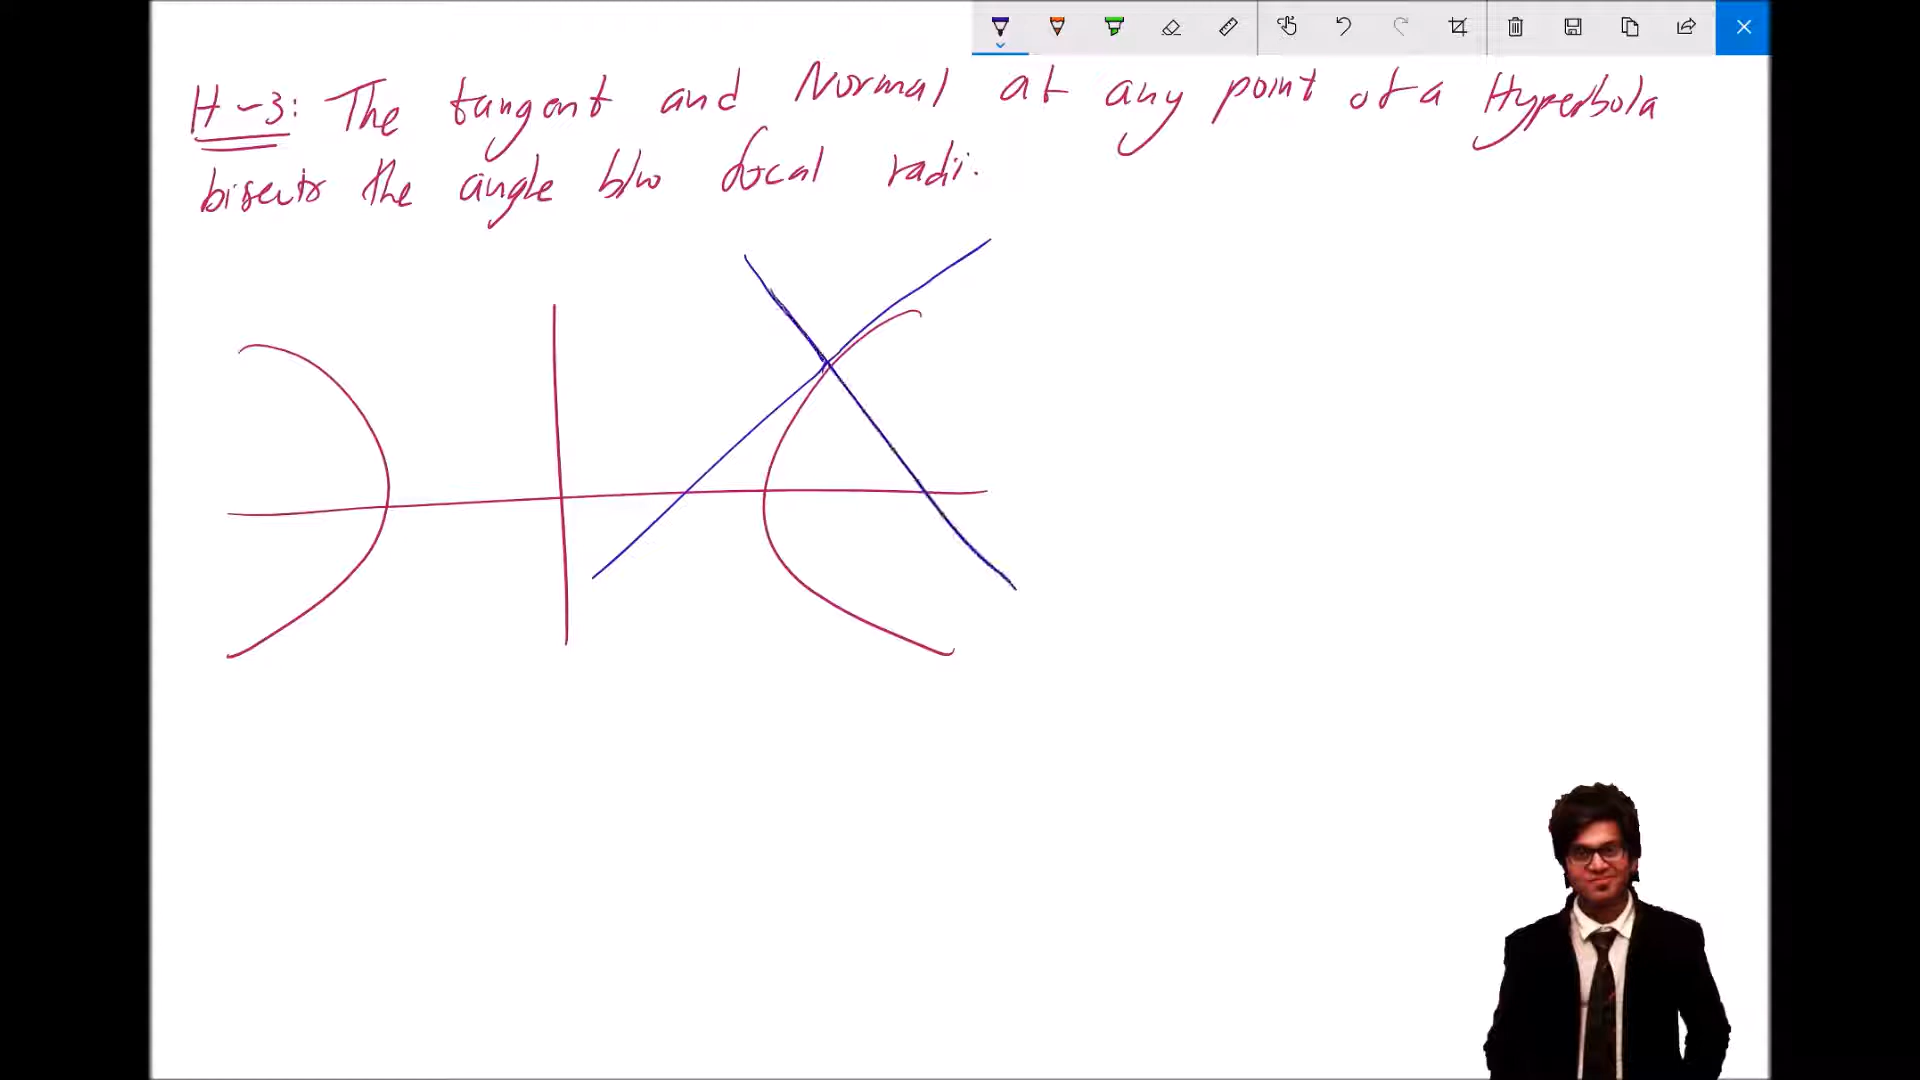 H-3: The tangent and Normal at any point of a Hyperbola
bisects the angle b/w focal radii.